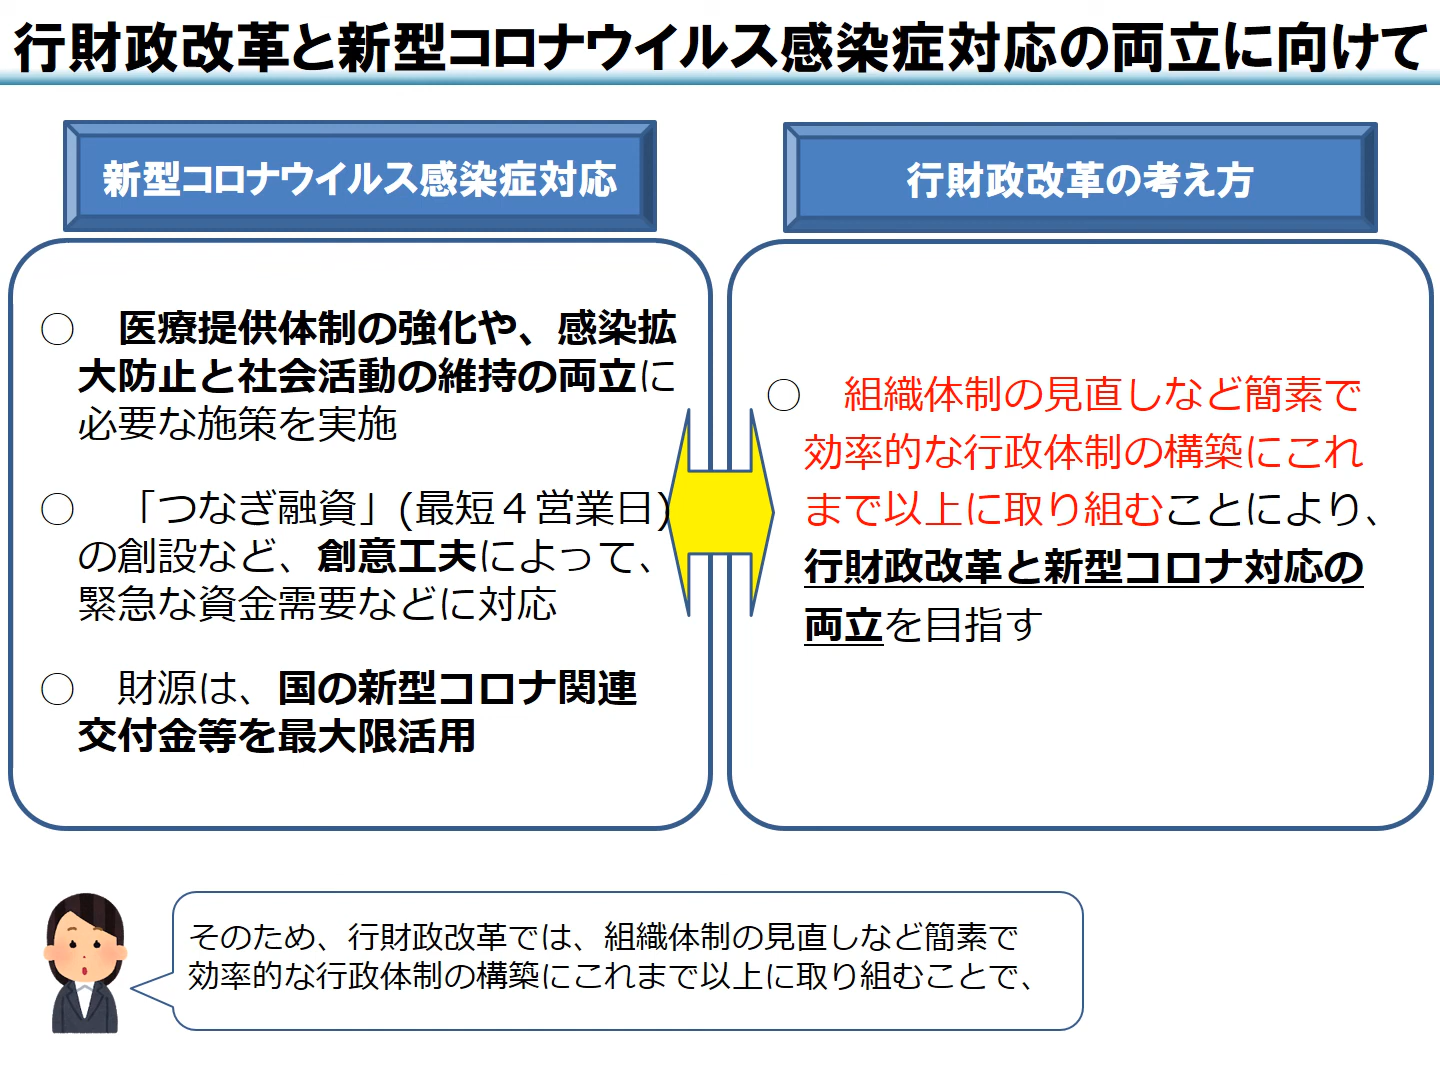 行財政改革と新型コロナウイルス感染症対応の両立に向けて
新型コロナウイルス感染症対応
○　医療提供体制の強化や、感染拡
大防止と社会活動の維持の両立に
必要な施策を実施
○　「つなぎ融資」(最短４営業日)
の創設など、創意工夫によって、
緊急な資金需要などに対応
○　財源は、国の新型コロナ関連
交付金等を最大限活用
行財政改革の考え方
○　組織体制の見直しなど簡素で
効率的な行政体制の構築にこれ
まで以上に取り組むことにより、
行財政改革と新型コロナ対応の
両立を目指す
そのため、行財政改革では、組織体制の見直しなど簡素で
効率的な行政体制の構築にこれまで以上に取り組むことで、